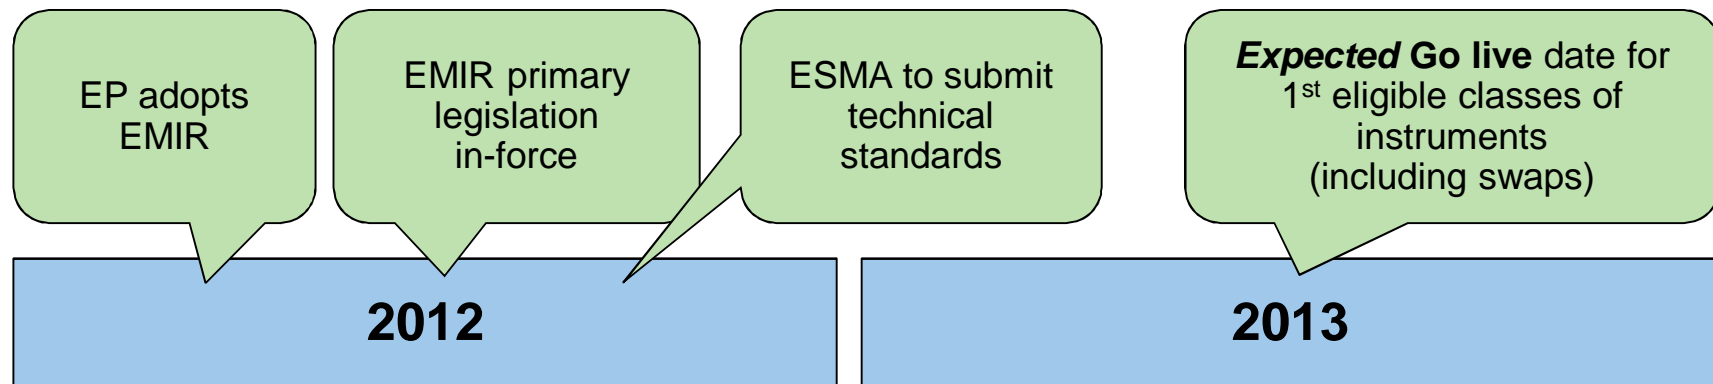 EP adopts
EMIR
EMIR primary
legislation
in-force
ESMA to submit
technical
standards
Expected Go live date for
1st eligible classes of
instruments
(including swaps)
2012
2013